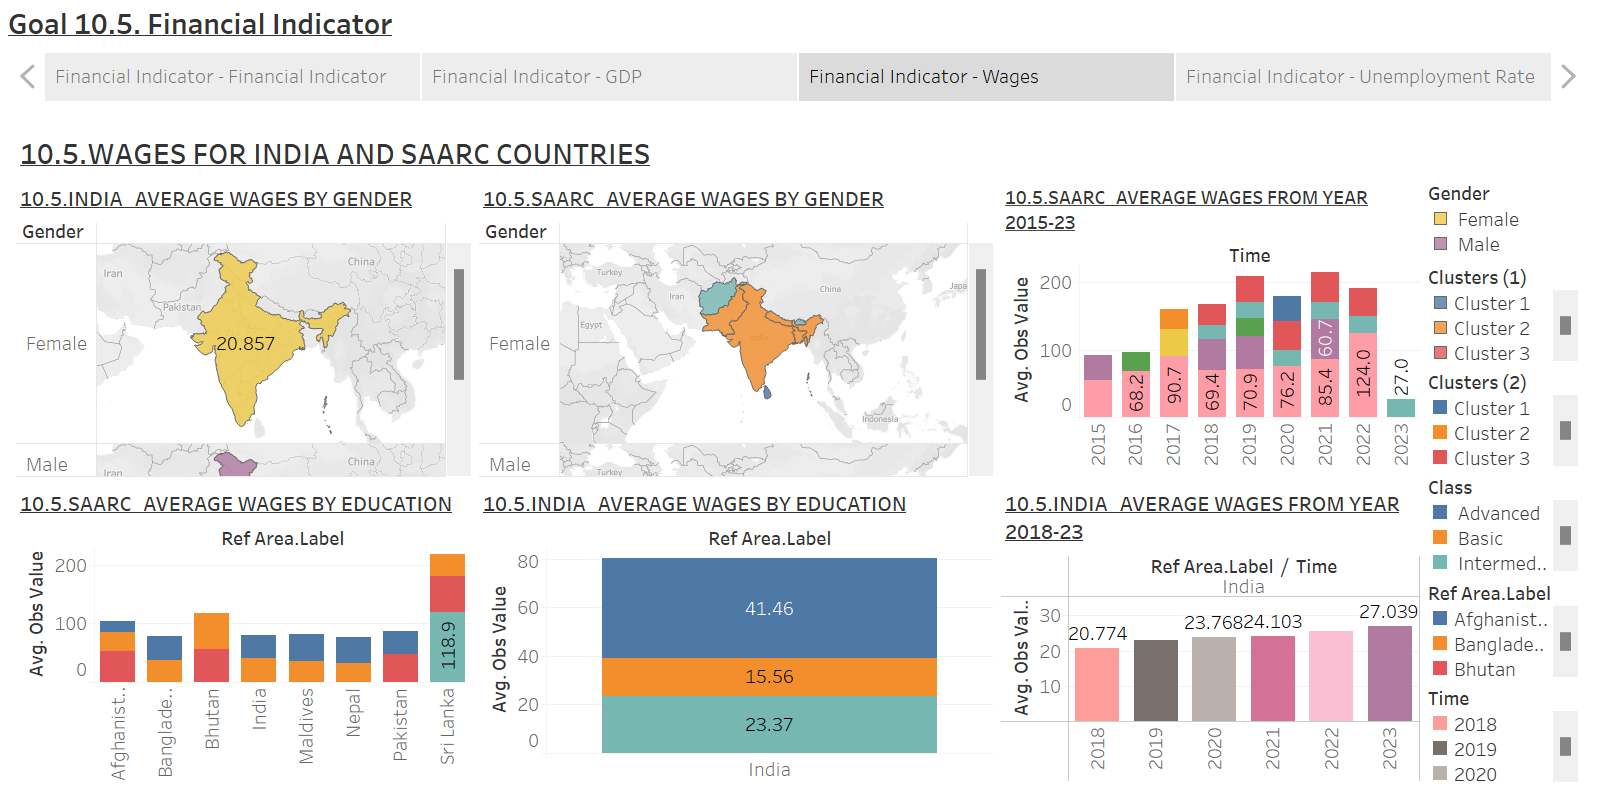 Goal 10.5. Financial Indicator
Financial Indicator - Financial Indicator
Financial Indicator - GDP
Financial Indicator - Wages
Financial Indicator - Unemployment Rate
10.5.WAGES FOR INDIA AND SAARC COUNTRIES
10.5.INDIA_ AVERAGE WAGES BY GENDER
Gender
Female
Iran
China
Pakistan
20.857
Male
Iran
China
10.5.SAARC_ AVERAGE WAGES BY GENDER
Gender
Female
Turkey
Iran
China
Japa
Egypt
India
Indonesia
Male
Turkey
China
10.5.SAARC_ AVERAGE WAGES FROM YEAR
2015-23
Time
Avg. Obs Value
200
100
0
68.2
90.7
69.4
70.9
76.2
60.7
85.4
124.0
27.0
2015
2016
2017
2018
2019
2020
2021
2022
2023
Gender
Female
Male
Clusters (1)
Cluster 1
Cluster 2
Cluster 3
Clusters (2)
Cluster 1
Cluster 2
Cluster 3
Class
Advanced
Basic
Intermed..
Ref Area.Label
Afghanist..
Banglade..
Bhutan
Time
2018
2019
2020
10.5.SAARC_ AVERAGE WAGES BY EDUCATION
Ref Area.Label
Avg. Obs Value
200
100
0
118.9
Afghanist..
Banglade..
Bhutan
India
Maldives
Nepal
Pakistan
Sri Lanka
10.5.INDIA_ AVERAGE WAGES BY EDUCATION
Ref Area.Label
Avg. Obs Value
80
60
40
20
0
41.46
15.56
23.37
India
10.5.INDIA_ AVERAGE WAGES FROM YEAR
2018-23
Ref Area.Label / Time
India
Avg. Obs Val..
30
20
10
20.774
23.768
24.103
27.039
2018
2019
2020
2021
2022
2023